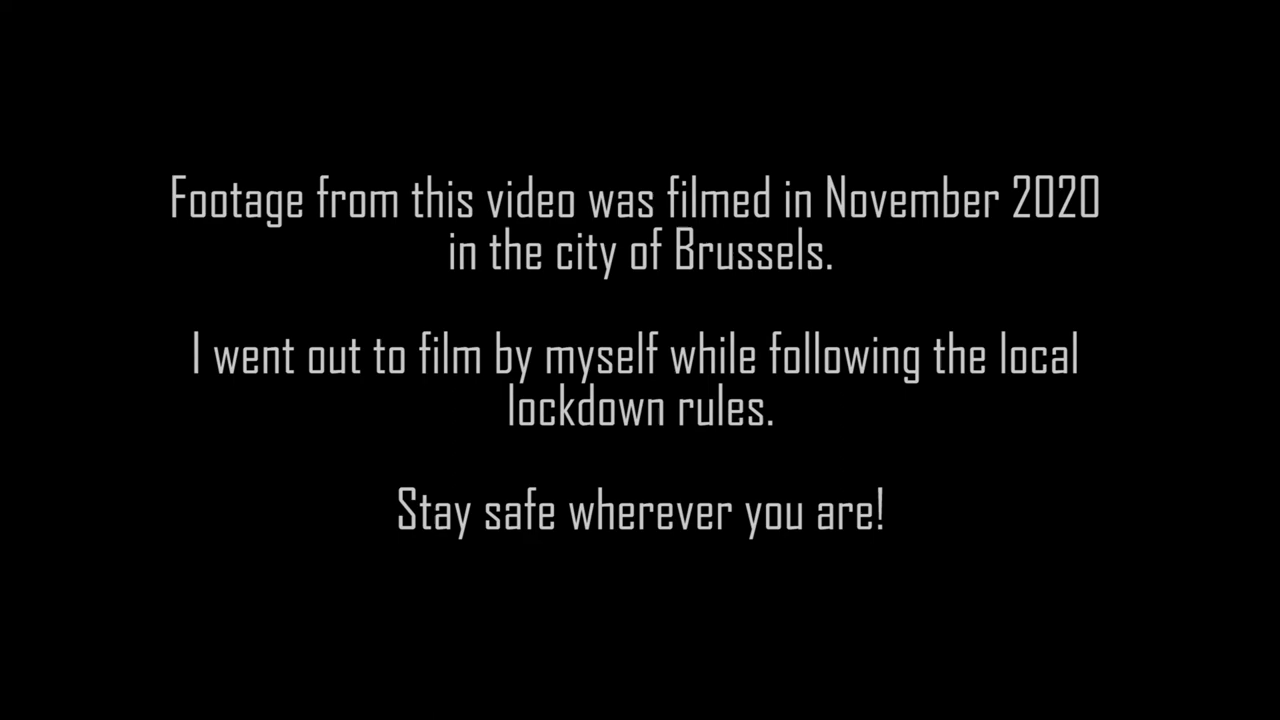 Footage from this video was filmed in November 2020
in the city of Brussels.
I went out to film by myself while following the local
lockdown rules.
Stay safe wherever you are!